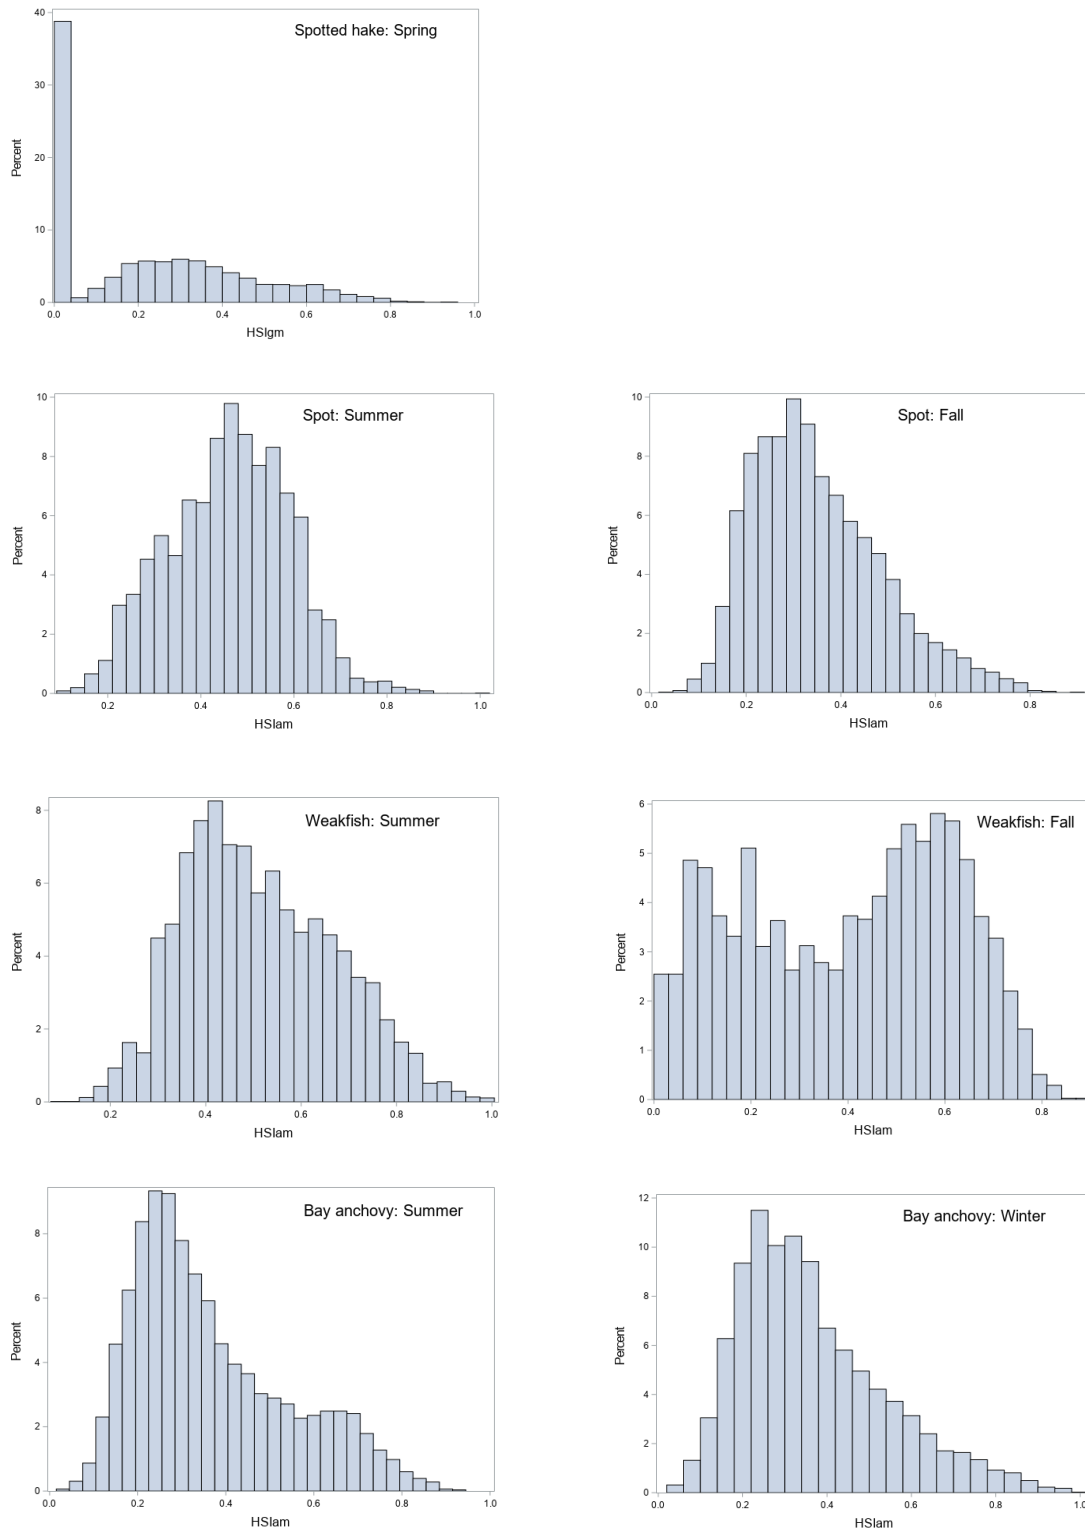 Spotted hake: Spring
Percent
40
30
20
10
0
0.0 0.2 0.4 0.6 0.8 1.0
HSIgm
Spot: Summer
Percent
10
8
6
4
2
0
0.2 0.4 0.6 0.8 1.0
HSIam
Spot: Fall
Percent
10
8
6
4
2
0
0.0 0.2 0.4 0.6 0.8
HSIam
Weakfish: Summer
Percent
8
6
4
2
0
0.2 0.4 0.6 0.8 1.0
HSIam
Weakfish: Fall
Percent
6
5
4
3
2
1
0
0.0 0.2 0.4 0.6 0.8
HSIam
Bay anchovy: Summer
Percent
8
6
4
2
0
0.0 0.2 0.4 0.6 0.8 1.0
HSIam
Bay anchovy: Winter
Percent
12
10
8
6
4
2
0
0.0 0.2 0.4 0.6 0.8 1.0
HSIam